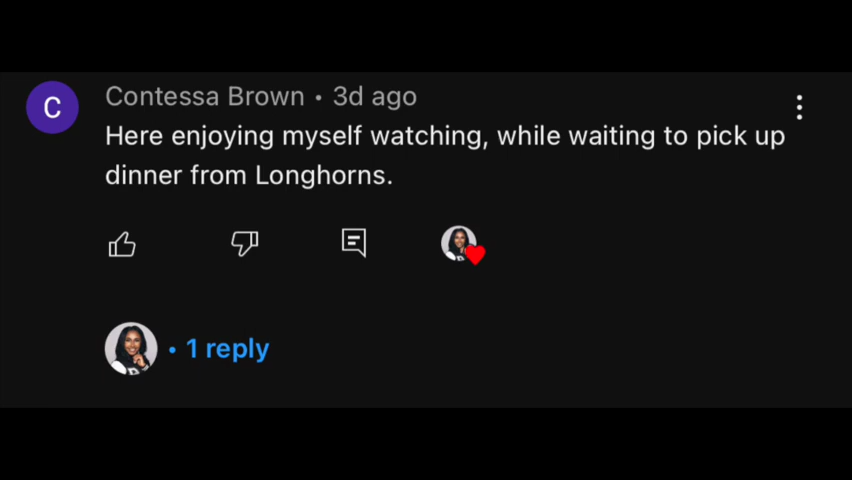 C
Contessa Brown • 3d ago
Here enjoying myself watching, while waiting to pick up
dinner from Longhorns.
• 1 reply